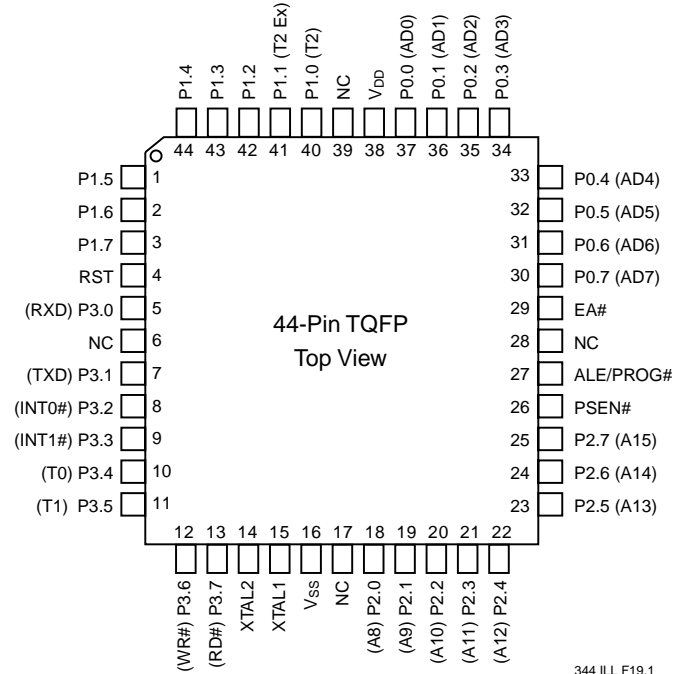 P1.4
P1.3
P1.2
P1.1 (T2 Ex)
P1.0 (T2)
NC
VDD
P0.0 (AD0)
P0.1 (AD1)
P0.2 (AD2)
P0.3 (AD3)
44 43 42 41 40 39 38 37 36 35 34
P1.5 1
P1.6 2
P1.7 3
RST 4
(RXD) P3.0 5
NC 6
(TXD) P3.1 7
(INT0#) P3.2 8
(INT1#) P3.3 9
(T0) P3.4 10
(T1) P3.5 11
44-Pin TQFP
Top View
33 P0.4 (AD4)
32 P0.5 (AD5)
31 P0.6 (AD6)
30 P0.7 (AD7)
29 EA#
28 NC
27 ALE/PROG#
26 PSEN#
25 P2.7 (A15)
24 P2.6 (A14)
23 P2.5 (A13)
12 13 14 15 16 17 18 19 20 21 22
(WR#) P3.6
(RD#) P3.7
XTAL2
XTAL1
VSS
NC
(A8) P2.0
(A9) P2.1
(A10) P2.2
(A11) P2.3
(A12) P2.4
344 ILL F19.1